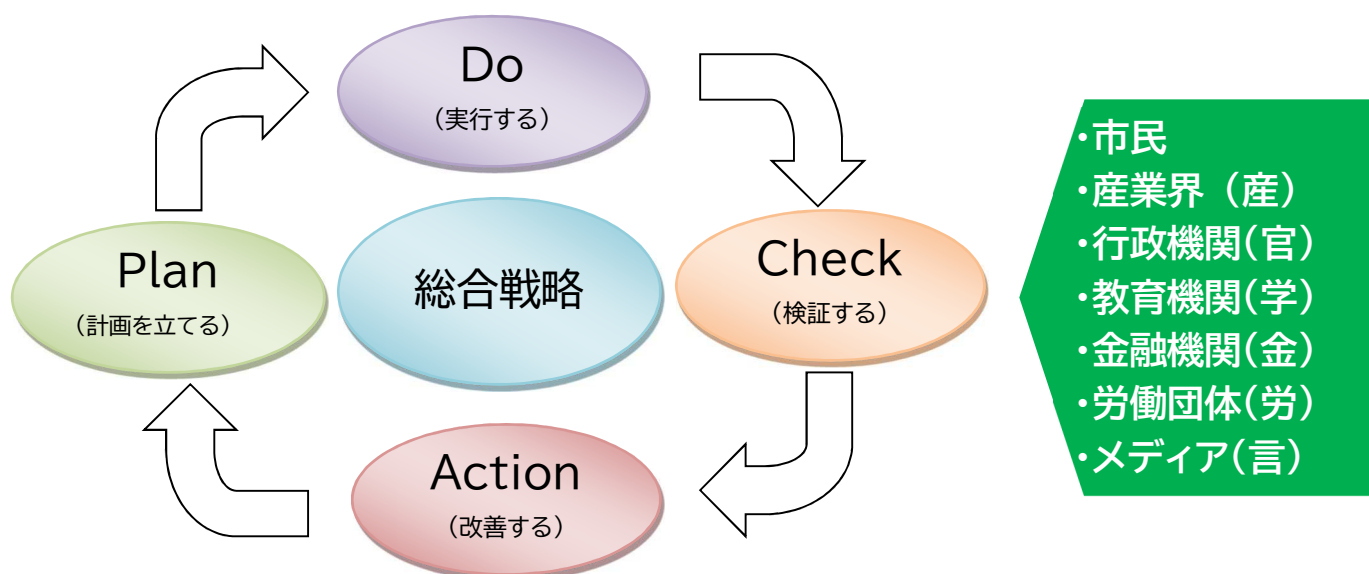 Do
（実行する）
Plan
（計画を立てる）
総合戦略
Check
（検証する）
Action
（改善する）
・市民
・産業界（産）
・行政機関（官）
・教育機関（学）
・金融機関（金）
・労働団体（労）
・メディア（言）